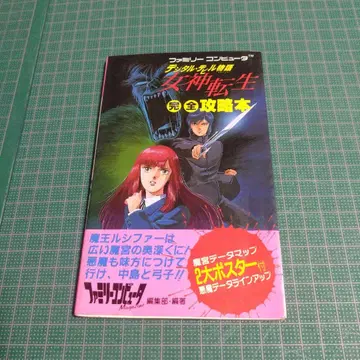 ファミリーコンピュータ™
デジタル・デビル物語
女神転生
完全攻略本
魔王ルシファーは
広い魔宮の奥深くに!
悪魔も味方につけて
行け、中島と弓子!!
ファミリーコンピュータ
Magazine
編集部・編著
魔宮データマップ
2大ポスター付
悪魔データラインアップ